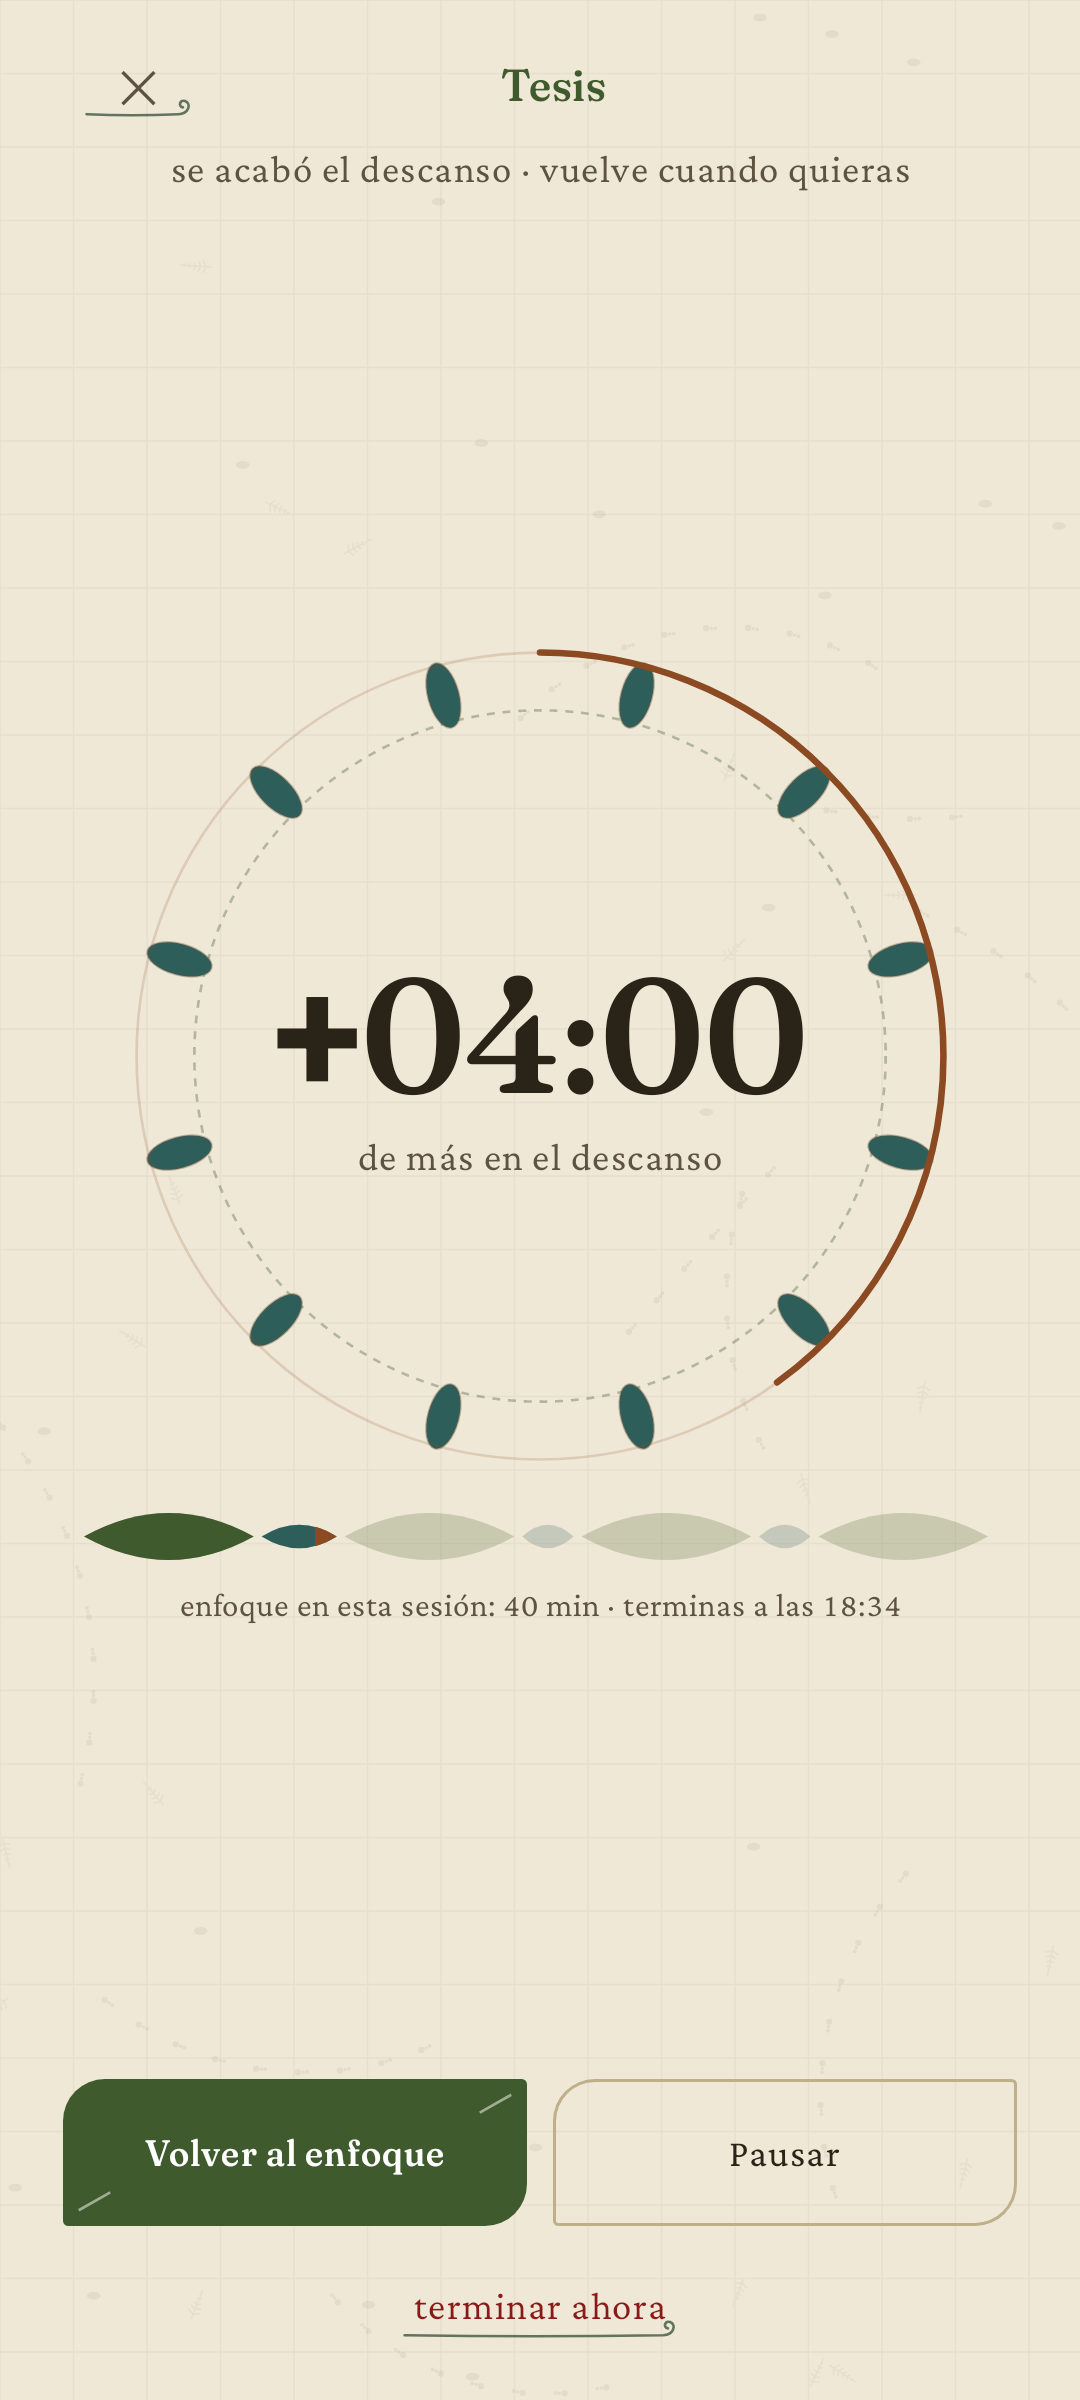 Tesis
se acabó el descanso · vuelve cuando quieras
+04:00
de más en el descanso
enfoque en esta sesión: 40 min · terminas a las 18:34
Volver al enfoque
Pausar
terminar ahora